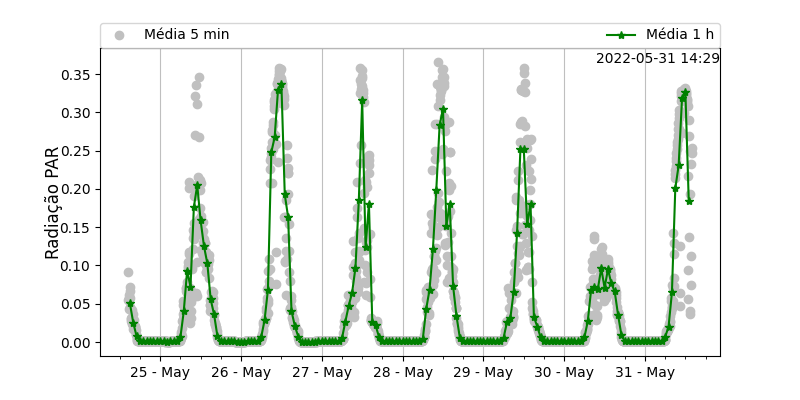 Média 5 min
Média 1 h
2022-05-31 14:29
Radiação PAR
0.35
0.30
0.25
0.20
0.15
0.10
0.05
0.00
25 - May
26 - May
27 - May
28 - May
29 - May
30 - May
31 - May